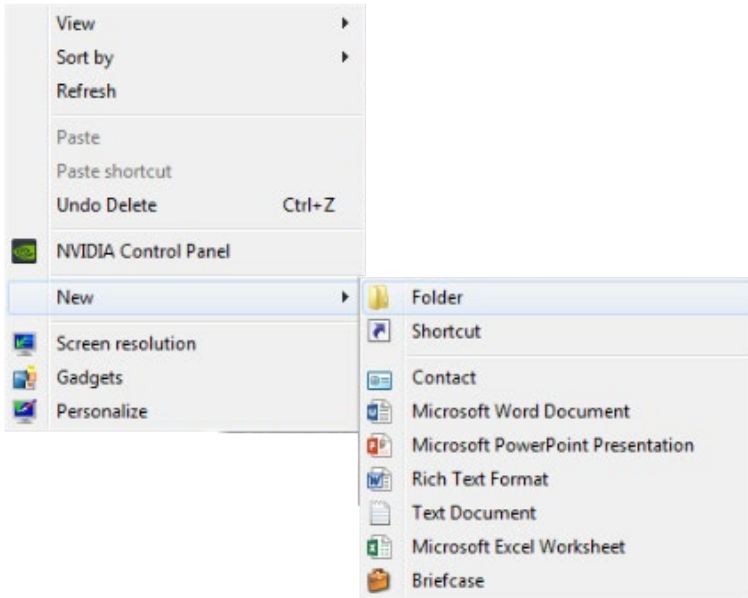 View
Sort by
Refresh
Paste
Paste shortcut
Undo Delete Ctrl+Z
NVIDIA Control Panel
New
Screen resolution
Gadgets
Personalize
Folder
Shortcut
Contact
Microsoft Word Document
Microsoft PowerPoint Presentation
Rich Text Format
Text Document
Microsoft Excel Worksheet
Briefcase